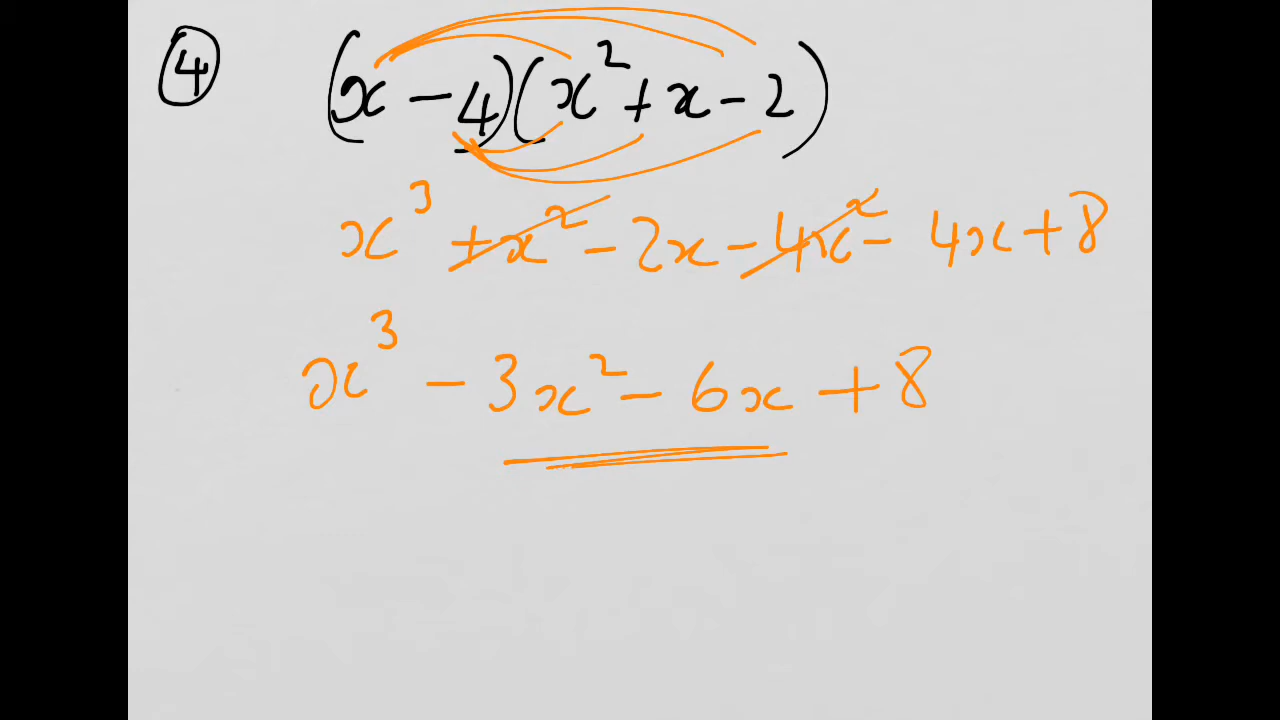 ④ (x - 4)(x² + x - 2)
x³ + x² - 2x - 4x² - 4x + 8
x³ - 3x² - 6x + 8